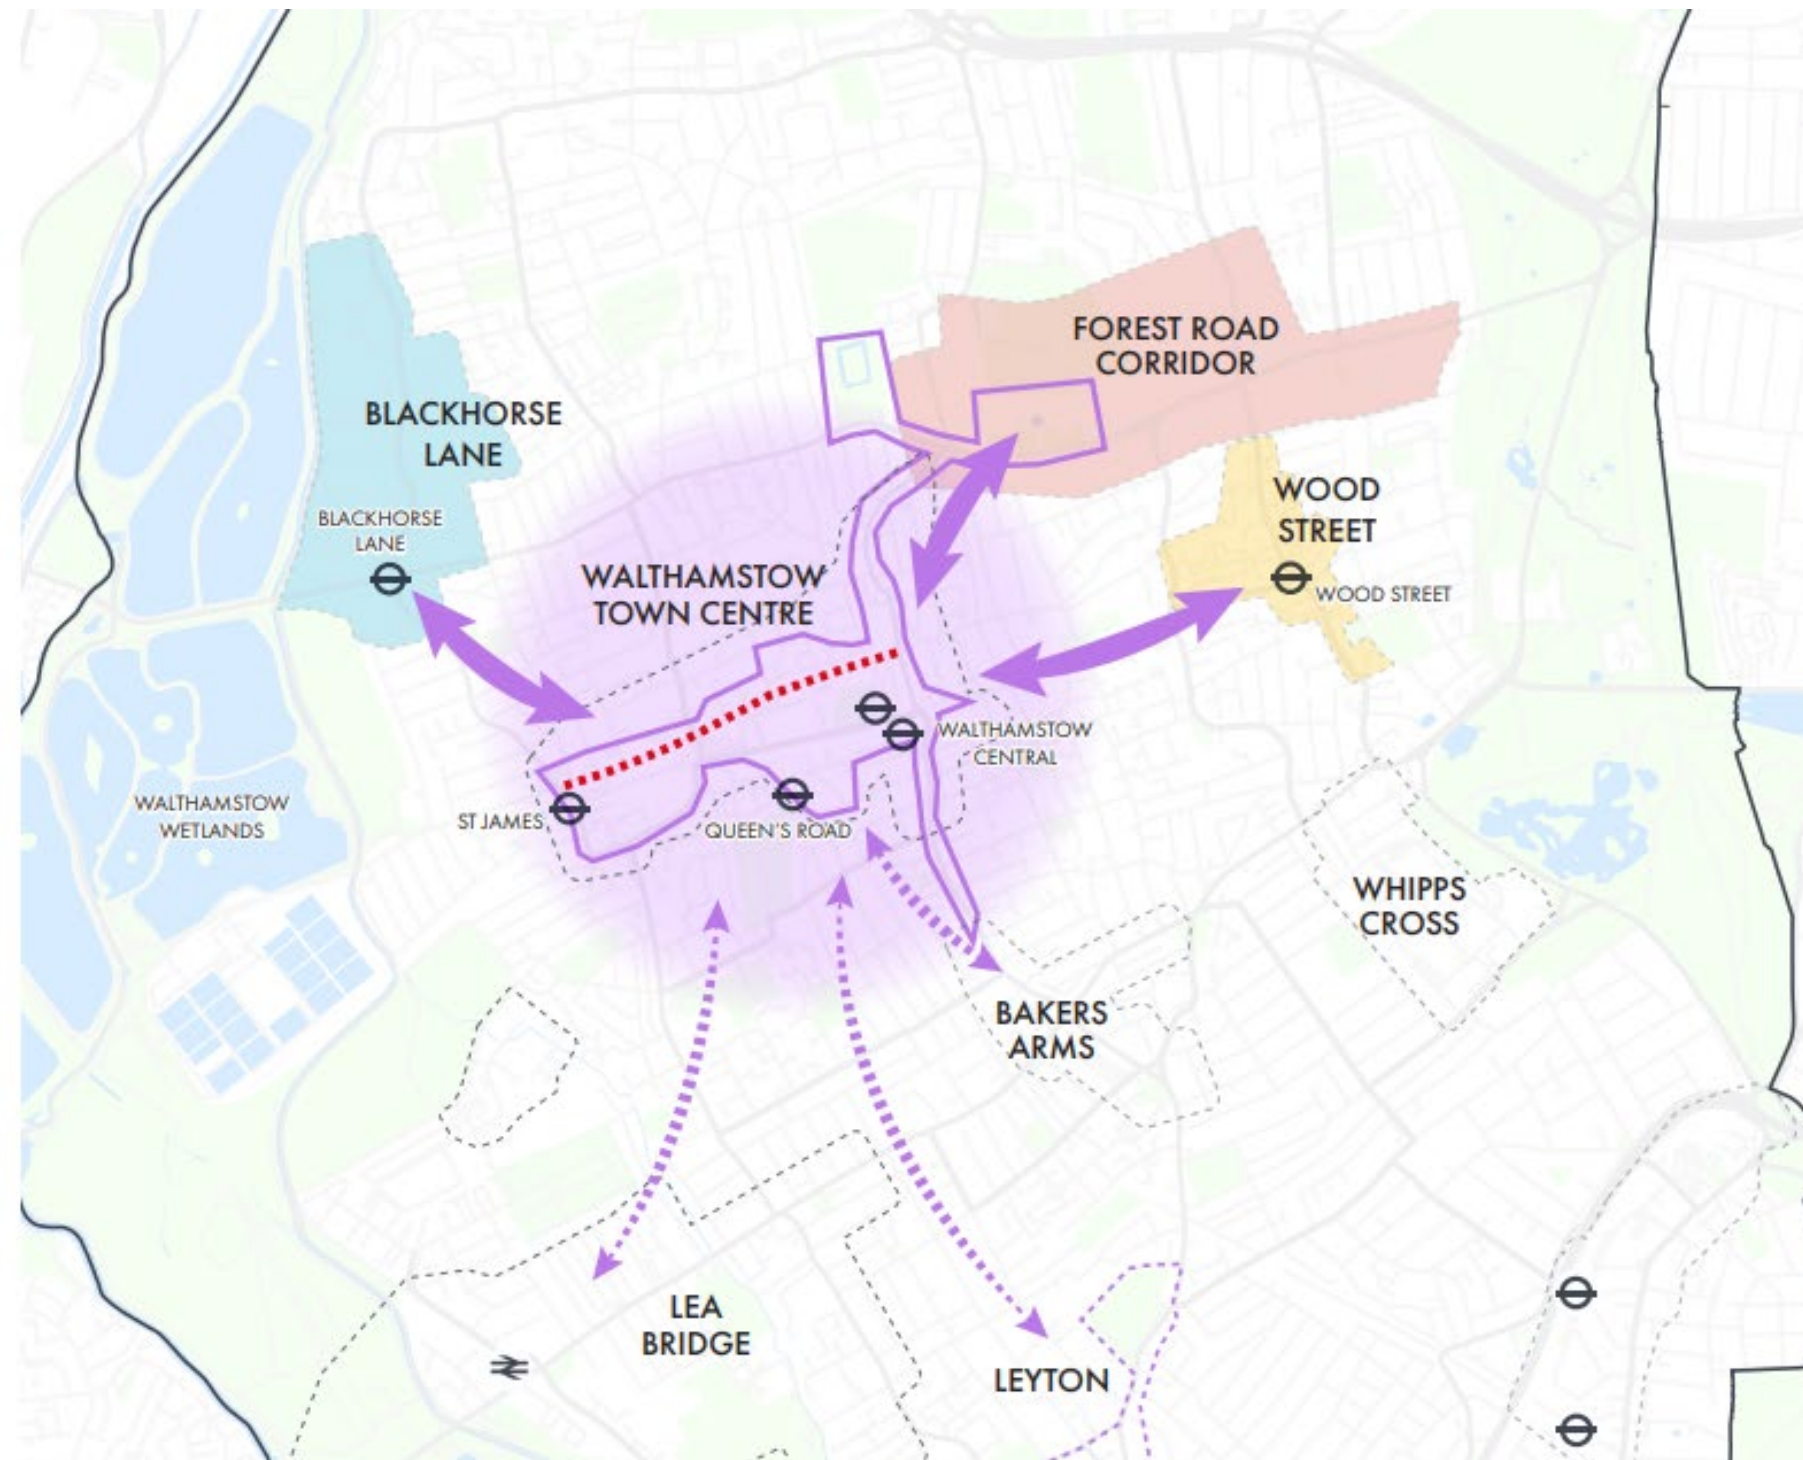 FOREST ROAD
CORRIDOR
BLACKHORSE
LANE
BLACKHORSE
LANE
WOOD
STREET
WOOD STREET
WALTHAMSTOW
TOWN CENTRE
WALTHAMSTOW
CENTRAL
WALTHAMSTOW
WETLANDS
ST JAMES
QUEEN'S ROAD
WHIPPS
CROSS
BAKERS
ARMS
LEA
BRIDGE
LEYTON